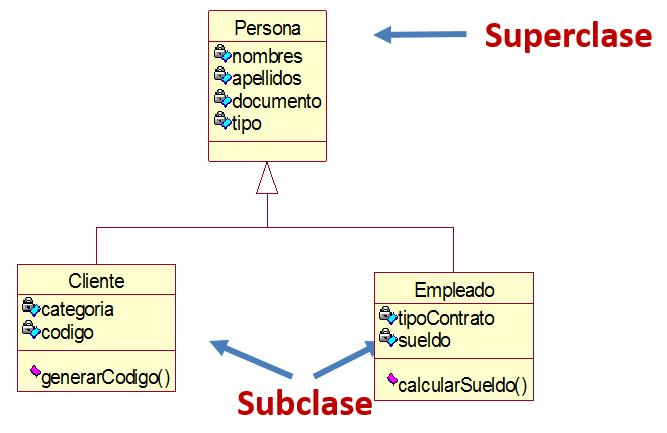 Persona
Superclase
nombres
apellidos
documento
tipo
Cliente
categoria
codigo
generarCodigo()
Empleado
tipoContrato
sueldo
calcularSueldo()
Subclase